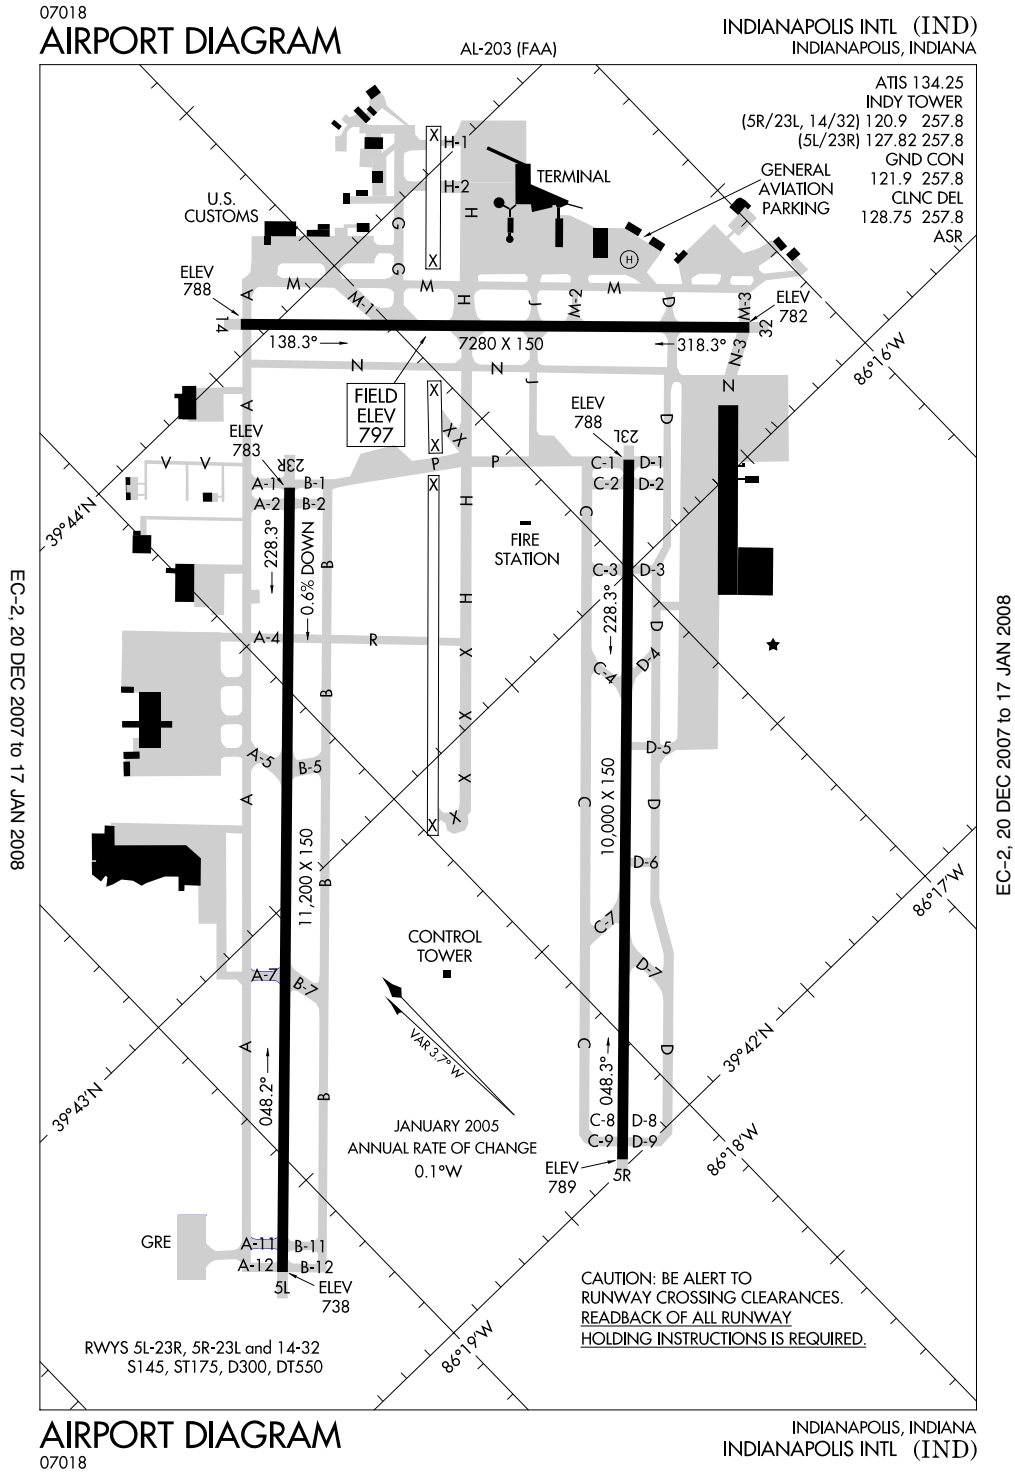 07018
AIRPORT DIAGRAM
AL-203 (FAA)
INDIANAPOLIS INTL (IND)
INDIANAPOLIS, INDIANA
ATIS 134.25
INDY TOWER
(5R/23L, 14/32) 120.9 257.8
(5L/23R) 127.82 257.8
GND CON
121.9 257.8
CLNC DEL
128.75 257.8
ASR
X
H-1
H-2
H
G
G
X
TERMINAL
GENERAL
AVIATION
PARKING
U.S.
CUSTOMS
H
ELEV
788
A
M
M-1
M
H
J
W-2
M
D
W-3
ELEV
782
14
32
138.3°
7280 X 150
318.3°
N
N
J
N-3
N
86°16'W
FIELD
ELEV
797
X
X
X
X
A
ELEV
783
ELEV
788
D
23R
23L
V
V
A-1
B-1
P
P
C-1
D-1
A-2
B-2
X
C-2
D-2
H
C
39°44'N
228.3°
0.6% DOWN
B
FIRE
STATION
C-3
D-3
H
228.3°
D
A-4
R
X
C-4
D-4
B
X
A-5
B-5
D-5
X
A
C
D
X
X
11,200 X 150
10,000 X 150
B
D-6
86°17'W
C-7
CONTROL
TOWER
A-7
B-7
D-7
VAR 3.7° W
A
C
D
39°42'N
048.2°
048.3°
39°43'N
B
JANUARY 2005
ANNUAL RATE OF CHANGE
0.1°W
C-8
D-8
C-9
D-9
ELEV
789
5R
86°18'W
GRE
A-11
B-11
A-12
B-12
5L
ELEV
738
CAUTION: BE ALERT TO
RUNWAY CROSSING CLEARANCES.
READBACK OF ALL RUNWAY
HOLDING INSTRUCTIONS IS REQUIRED.
86°19'W
RWYS 5L-23R, 5R-23L and 14-32
S145, ST175, D300, DT550
EC-2, 20 DEC 2007 to 17 JAN 2008
EC-2, 20 DEC 2007 to 17 JAN 2008
AIRPORT DIAGRAM
07018
INDIANAPOLIS, INDIANA
INDIANAPOLIS INTL (IND)